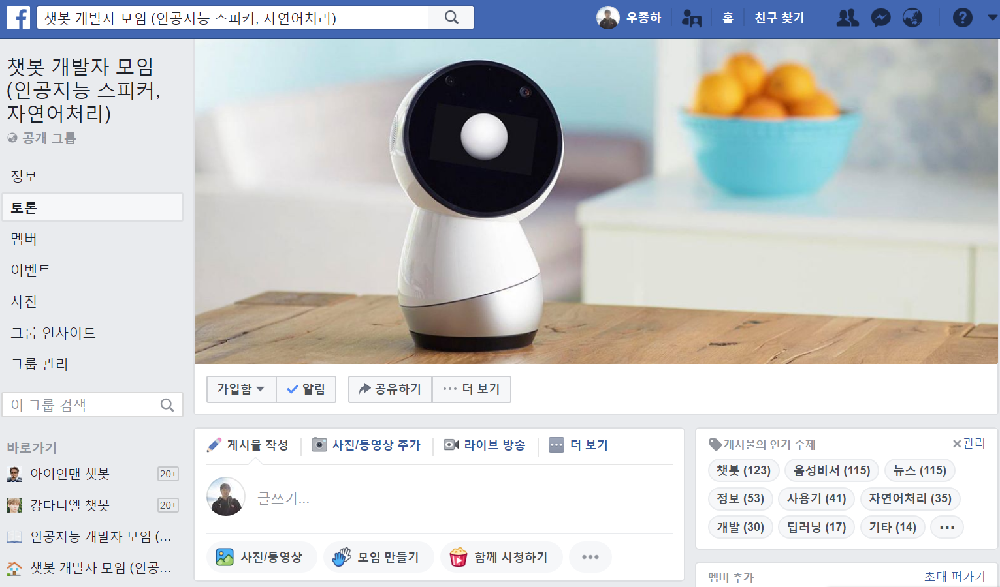 챗봇 개발자 모임 (인공지능 스피커, 자연어처리)
우종하
홈
친구 찾기
챗봇 개발자 모임
(인공지능 스피커,
자연어처리)
공개 그룹
정보
토론
멤버
이벤트
사진
그룹 인사이트
그룹 관리
이 그룹 검색
바로가기
아이언맨 챗봇 20+
강다니엘 챗봇 20+
인공지능 개발자 모임 (...
챗봇 개발자 모임 (인공...
가입함 알림 공유하기 ··· 더 보기
게시물 작성 사진/동영상 추가 라이브 방송 더 보기
글쓰기...
사진/동영상 모임 만들기 함께 시청하기
게시물의 인기 주제 ×관리
챗봇 (123) 음성비서 (115) 뉴스 (115)
정보 (53) 사용기 (41) 자연어처리 (35)
개발 (30) 딥러닝 (17) 기타 (14) ...
멤버 추가 초대 퍼가기